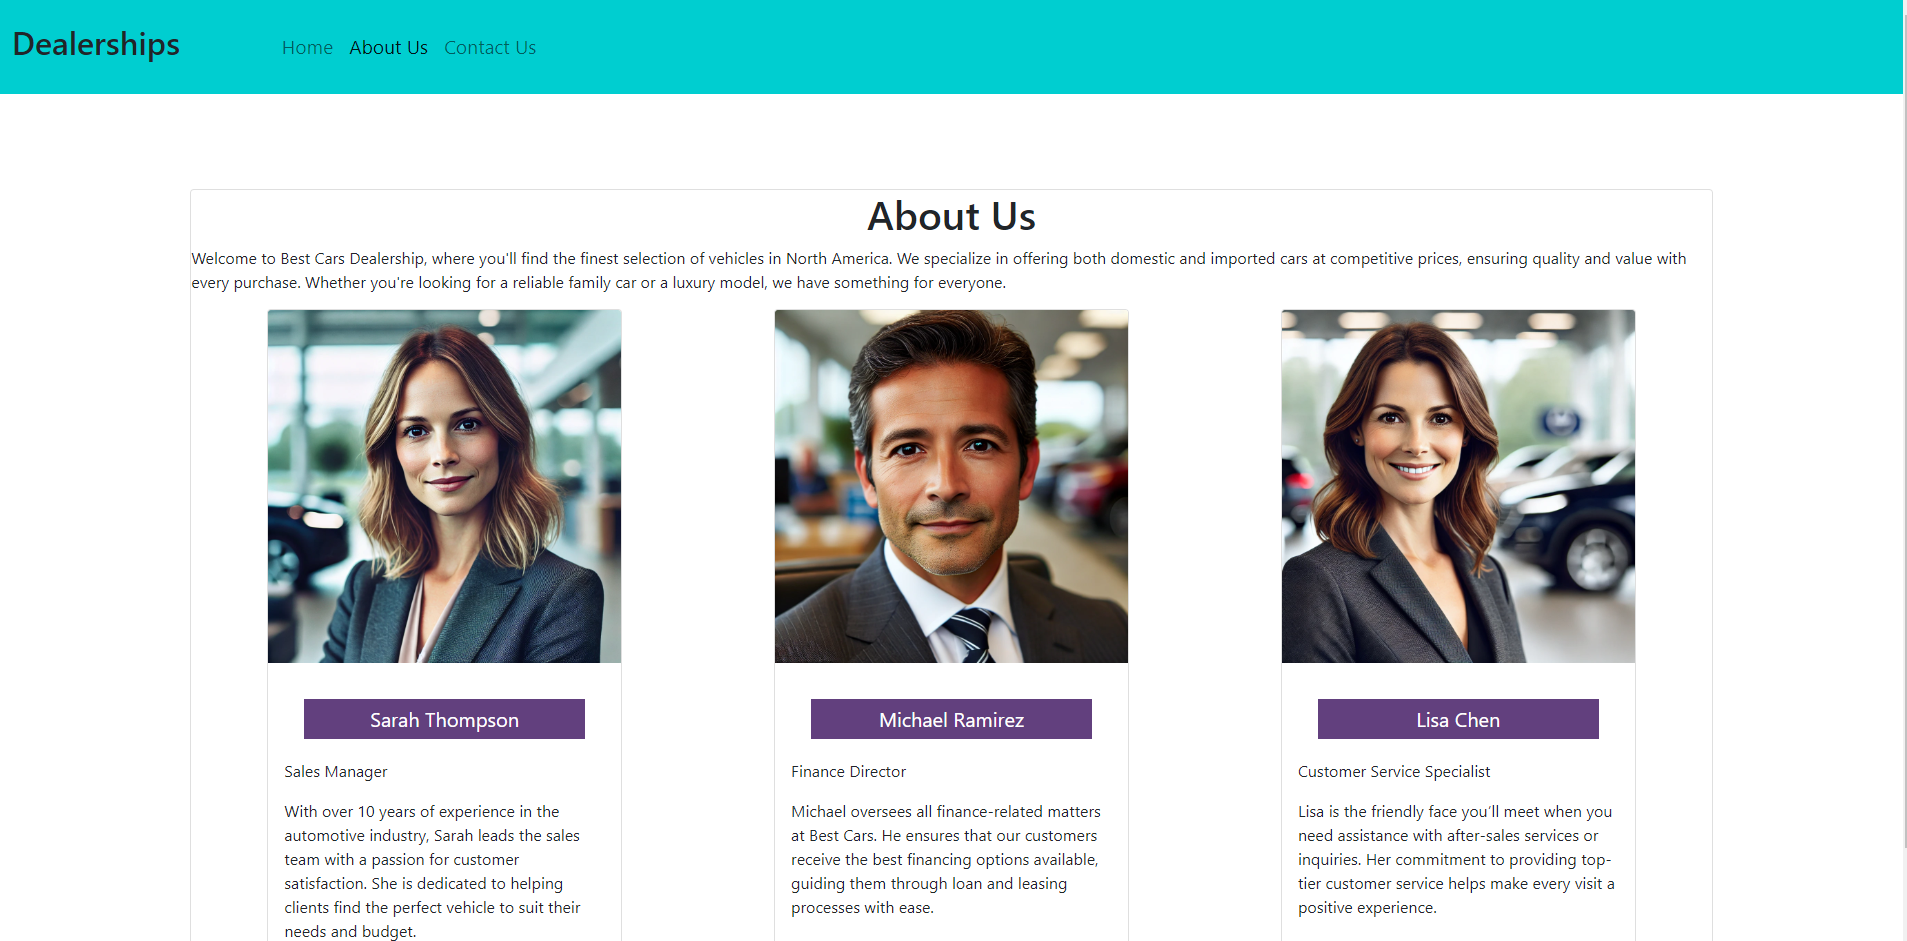 Dealerships
Home About Us Contact Us
About Us
Welcome to Best Cars Dealership, where you'll find the finest selection of vehicles in North America. We specialize in offering both domestic and imported cars at competitive prices, ensuring quality and value with
every purchase. Whether you're looking for a reliable family car or a luxury model, we have something for everyone.
Sarah Thompson
Sales Manager
With over 10 years of experience in the
automotive industry, Sarah leads the sales
team with a passion for customer
satisfaction. She is dedicated to helping
clients find the perfect vehicle to suit their
needs and budget.
Michael Ramirez
Finance Director
Michael oversees all finance-related matters
at Best Cars. He ensures that our customers
receive the best financing options available,
guiding them through loan and leasing
processes with ease.
Lisa Chen
Customer Service Specialist
Lisa is the friendly face you’ll meet when you
need assistance with after-sales services or
inquiries. Her commitment to providing top-
tier customer service helps make every visit a
positive experience.